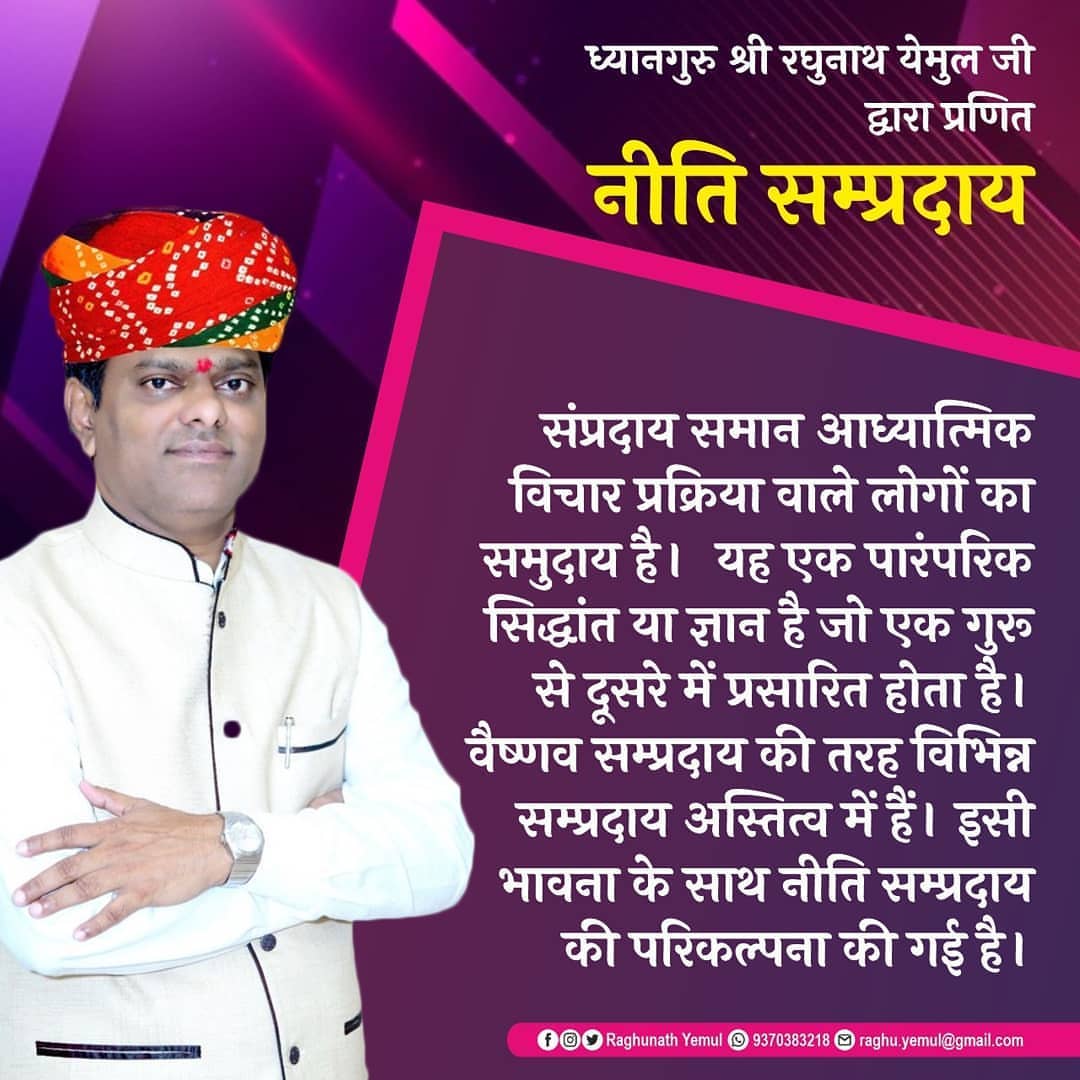 ध्यानगुरु श्री रघुनाथ येमुल जी
द्वारा प्रणित
नीति सम्प्रदाय
संप्रदाय समान आध्यात्मिक
विचार प्रक्रिया वाले लोगों का
समुदाय है। यह एक पारंपरिक
सिद्धांत या ज्ञान है जो एक गुरू
से दूसरे में प्रसारित होता है।
वैष्णव सम्प्रदाय की तरह विभिन्न
सम्प्रदाय अस्तित्व में हैं। इसी
भावना के साथ नीति सम्प्रदाय
की परिकल्पना की गई है।
Raghunath Yemul 9370383218 raghu.yemul@gmail.com